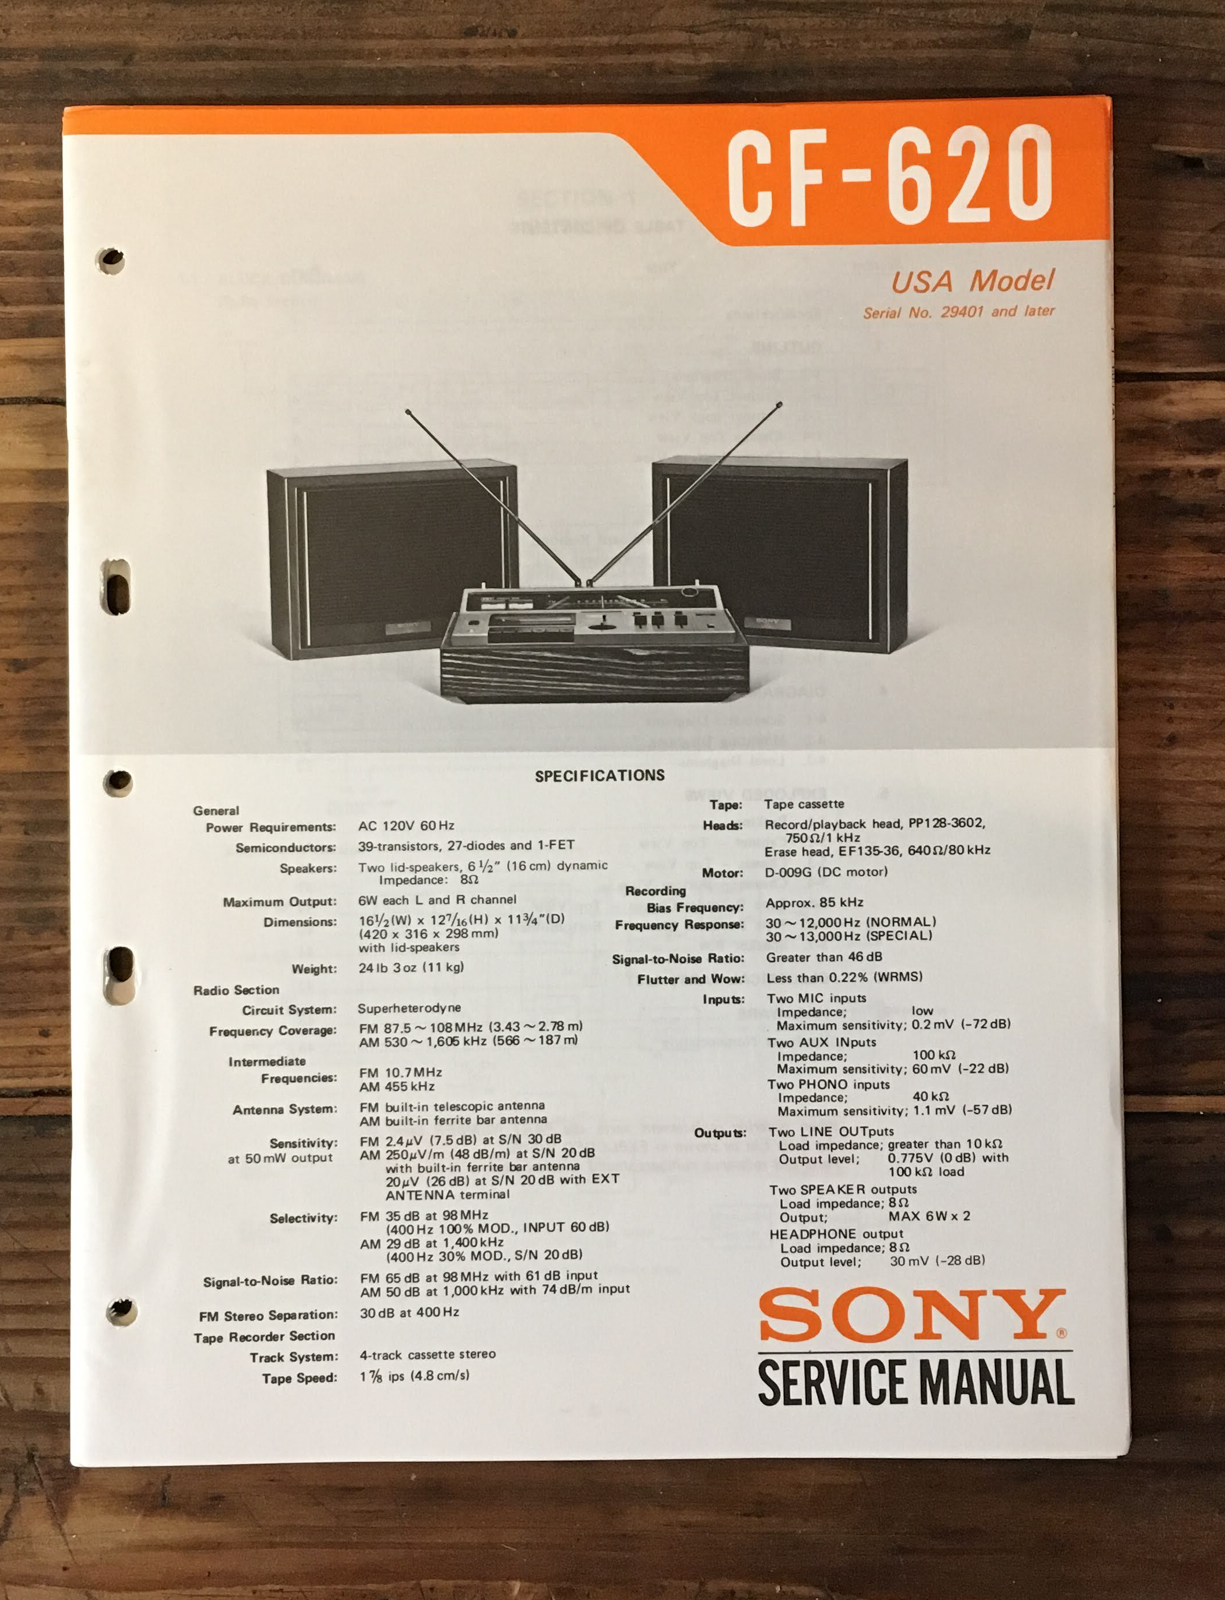 CF-620
USA Model
Serial No. 29401 and later
SONY
SONY
SPECIFICATIONS
General
Power Requirements: AC 120V 60 Hz
Semiconductors: 39-transistors, 27-diodes and 1-FET
Speakers: Two lid-speakers, 6 1/2" (16 cm) dynamic
Impedance: 8Ω
Maximum Output: 6W each L and R channel
Dimensions: 16 1/2 (W) x 12 7/16 (H) x 11 3/4" (D)
(420 x 316 x 298 mm)
with lid-speakers
Weight: 24 lb 3 oz (11 kg)
Radio Section
Circuit System: Superheterodyne
Frequency Coverage: FM 87.5 ~ 108 MHz (3.43 ~ 2.78 m)
AM 530 ~ 1,605 kHz (566 ~ 187 m)
Intermediate
Frequencies: FM 10.7 MHz
AM 455 kHz
Antenna System: FM built-in telescopic antenna
AM built-in ferrite bar antenna
Sensitivity: FM 2.4 μV (7.5 dB) at S/N 30 dB
at 50 mW output AM 250 μV/m (48 dB/m) at S/N 20 dB
with built-in ferrite bar antenna
20 μV (26 dB) at S/N 20 dB with EXT
ANTENNA terminal
Selectivity: FM 35 dB at 98 MHz
(400 Hz 100% MOD., INPUT 60 dB)
AM 29 dB at 1,400 kHz
(400 Hz 30% MOD., S/N 20 dB)
Signal-to-Noise Ratio: FM 65 dB at 98 MHz with 61 dB input
AM 50 dB at 1,000 kHz with 74 dB/m input
FM Stereo Separation: 30 dB at 400 Hz
Tape Recorder Section
Track System: 4-track cassette stereo
Tape Speed: 1 7/8 ips (4.8 cm/s)
Tape: Tape cassette
Heads: Record/playback head, PP128-3602,
750 Ω/1 kHz
Erase head, EF135-36, 640 Ω/80 kHz
Motor: D-009G (DC motor)
Recording
Bias Frequency: Approx. 85 kHz
Frequency Response: 30 ~ 12,000 Hz (NORMAL)
30 ~ 13,000 Hz (SPECIAL)
Signal-to-Noise Ratio: Greater than 46 dB
Flutter and Wow: Less than 0.22% (WRMS)
Inputs: Two MIC inputs
Impedance; low
Maximum sensitivity; 0.2 mV (-72 dB)
Two AUX INputs
Impedance; 100 kΩ
Maximum sensitivity; 60 mV (-22 dB)
Two PHONO inputs
Impedance; 40 kΩ
Maximum sensitivity; 1.1 mV (-57 dB)
Outputs: Two LINE OUTputs
Load impedance; greater than 10 kΩ
Output level; 0.775V (0 dB) with
100 kΩ load
Two SPEAKER outputs
Load impedance; 8 Ω
Output; MAX 6W x 2
HEADPHONE output
Load impedance; 8 Ω
Output level; 30 mV (-28 dB)
SONY®
SERVICE MANUAL